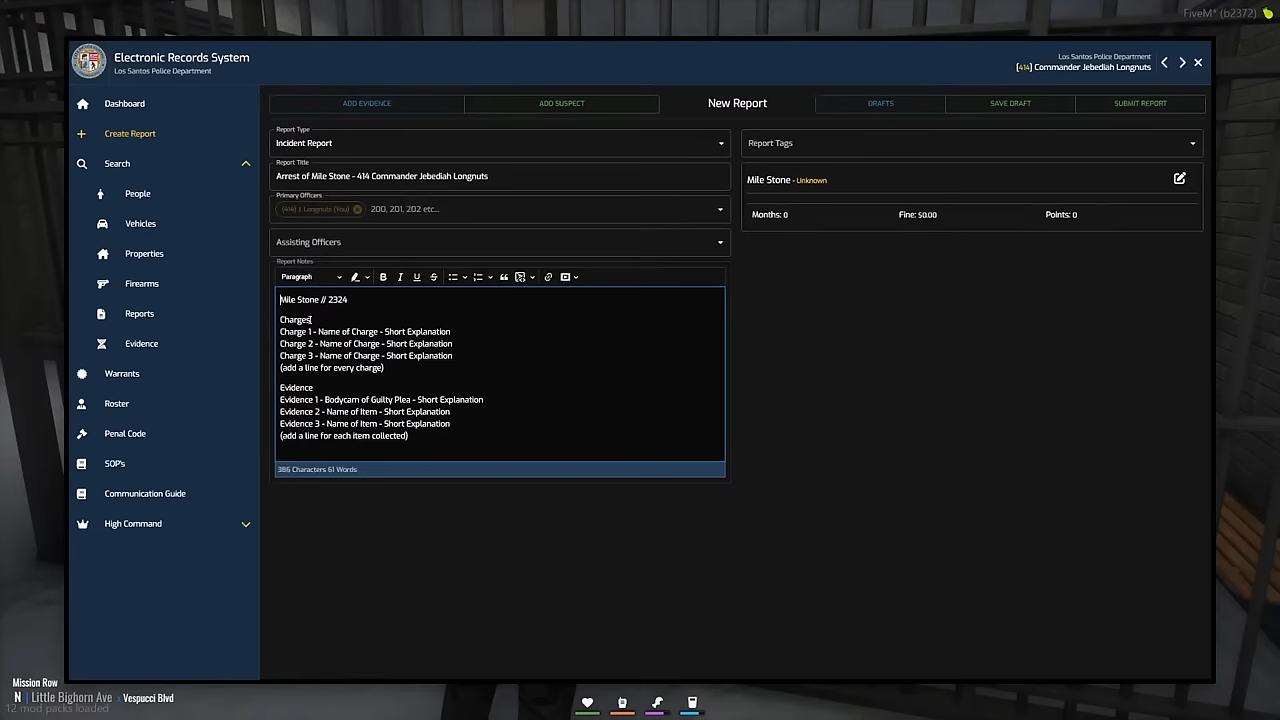 FiveM* (b2372)
Electronic Records System
Los Santos Police Department
Los Santos Police Department
[414] Commander Jebediah Longnuts
Dashboard
Create Report
Search
People
Vehicles
Properties
Firearms
Reports
Evidence
Warrants
Roster
Penal Code
SOP's
Communication Guide
High Command
ADD EVIDENCE
ADD SUSPECT
New Report
DRAFTS
SAVE DRAFT
SUBMIT REPORT
Report Type
Incident Report
Report Title
Arrest of Mile Stone - 414 Commander Jebediah Longnuts
Primary Officers
(414) J. Longnuts (You) 200, 201, 202 etc...
Assisting Officers
Report Notes
Paragraph B I U S
Mile Stone // 2324
Charges
Charge 1 - Name of Charge - Short Explanation
Charge 2 - Name of Charge - Short Explanation
Charge 3 - Name of Charge - Short Explanation
(add a line for every charge)
Evidence
Evidence 1 - Bodycam of Guilty Plea - Short Explanation
Evidence 2 - Name of Item - Short Explanation
Evidence 3 - Name of Item - Short Explanation
(add a line for each item collected)
386 Characters 61 Words
Report Tags
Mile Stone - Unknown
Months: 0 Fine: $0.00 Points: 0
Mission Row
N | Little Bighorn Ave x Vespucci Blvd
12 mod packs loaded